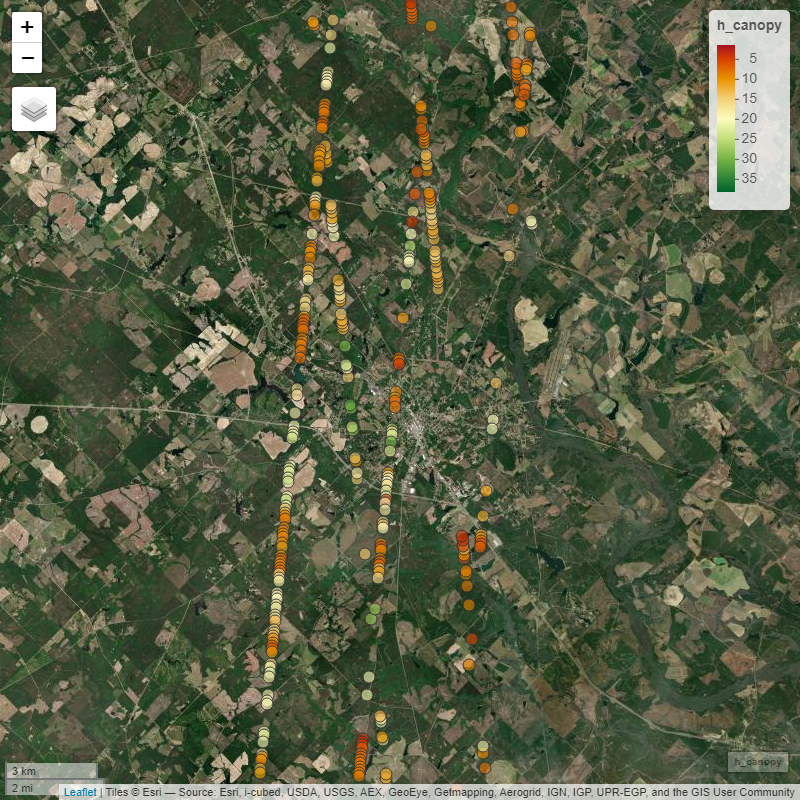 +
−
h_canopy
5
10
15
20
25
30
35
3 km
2 mi
h_canopy
Leaflet | Tiles © Esri — Source: Esri, i-cubed, USDA, USGS, AEX, GeoEye, Getmapping, Aerogrid, IGN, IGP, UPR-EGP, and the GIS User Community